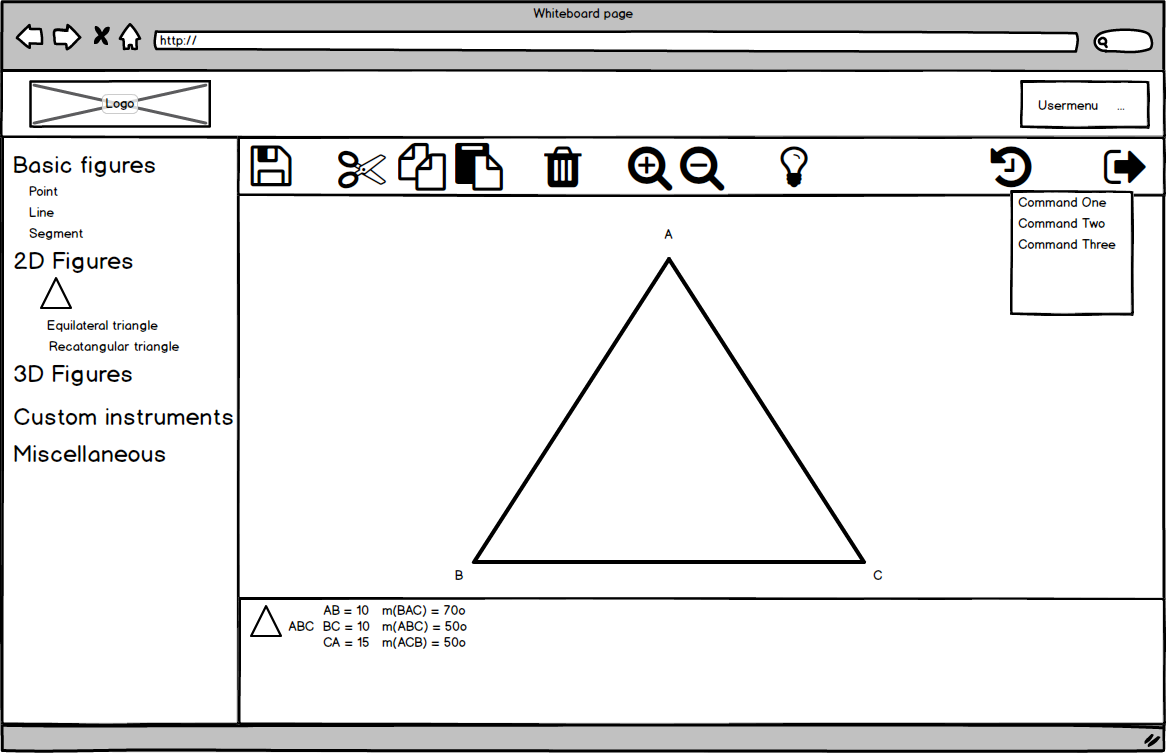 Whiteboard page
http://
Logo
Usermenu ...
Basic figures
Point
Line
Segment
2D Figures
Equilateral triangle
Recatangular triangle
3D Figures
Custom instruments
Miscellaneous
Command One
Command Two
Command Three
A
B
C
AB = 10 m(BAC) = 70o
ABC BC = 10 m(ABC) = 50o
CA = 15 m(ACB) = 50o